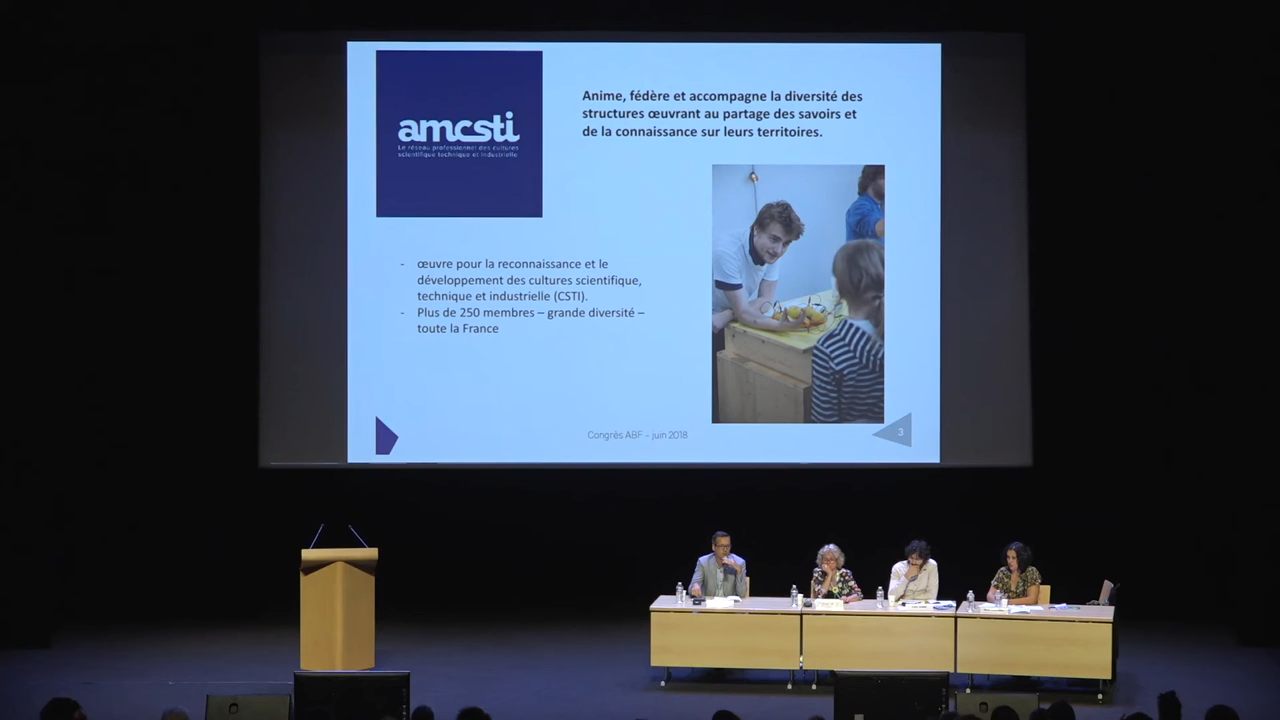 amcsti
Le réseau professionnel des cultures
scientifique technique et industrielle
Anime, fédère et accompagne la diversité des
structures œuvrant au partage des savoirs et
de la connaissance sur leurs territoires.
- œuvre pour la reconnaissance et le
développement des cultures scientifique,
technique et industrielle (CSTI).
- Plus de 250 membres – grande diversité –
toute la France
Congrès ABF – juin 2018
3